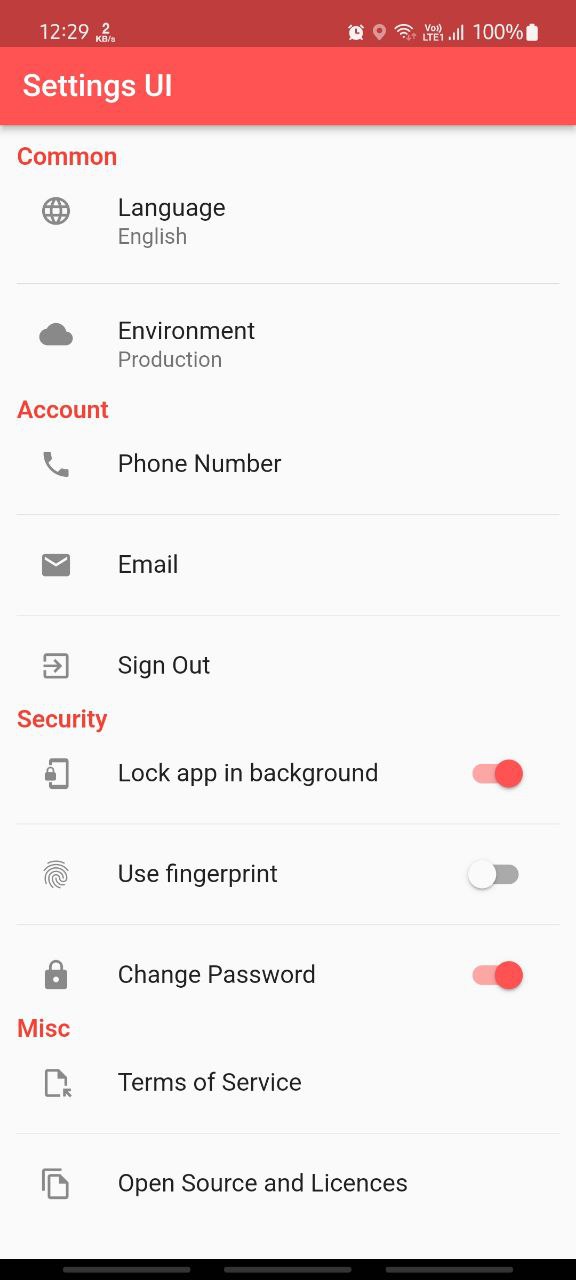 12:29 2 KB/s Vo)) LTE1 100%
Settings UI
Common
Language
English
Environment
Production
Account
Phone Number
Email
Sign Out
Security
Lock app in background
Use fingerprint
Change Password
Misc
Terms of Service
Open Source and Licences